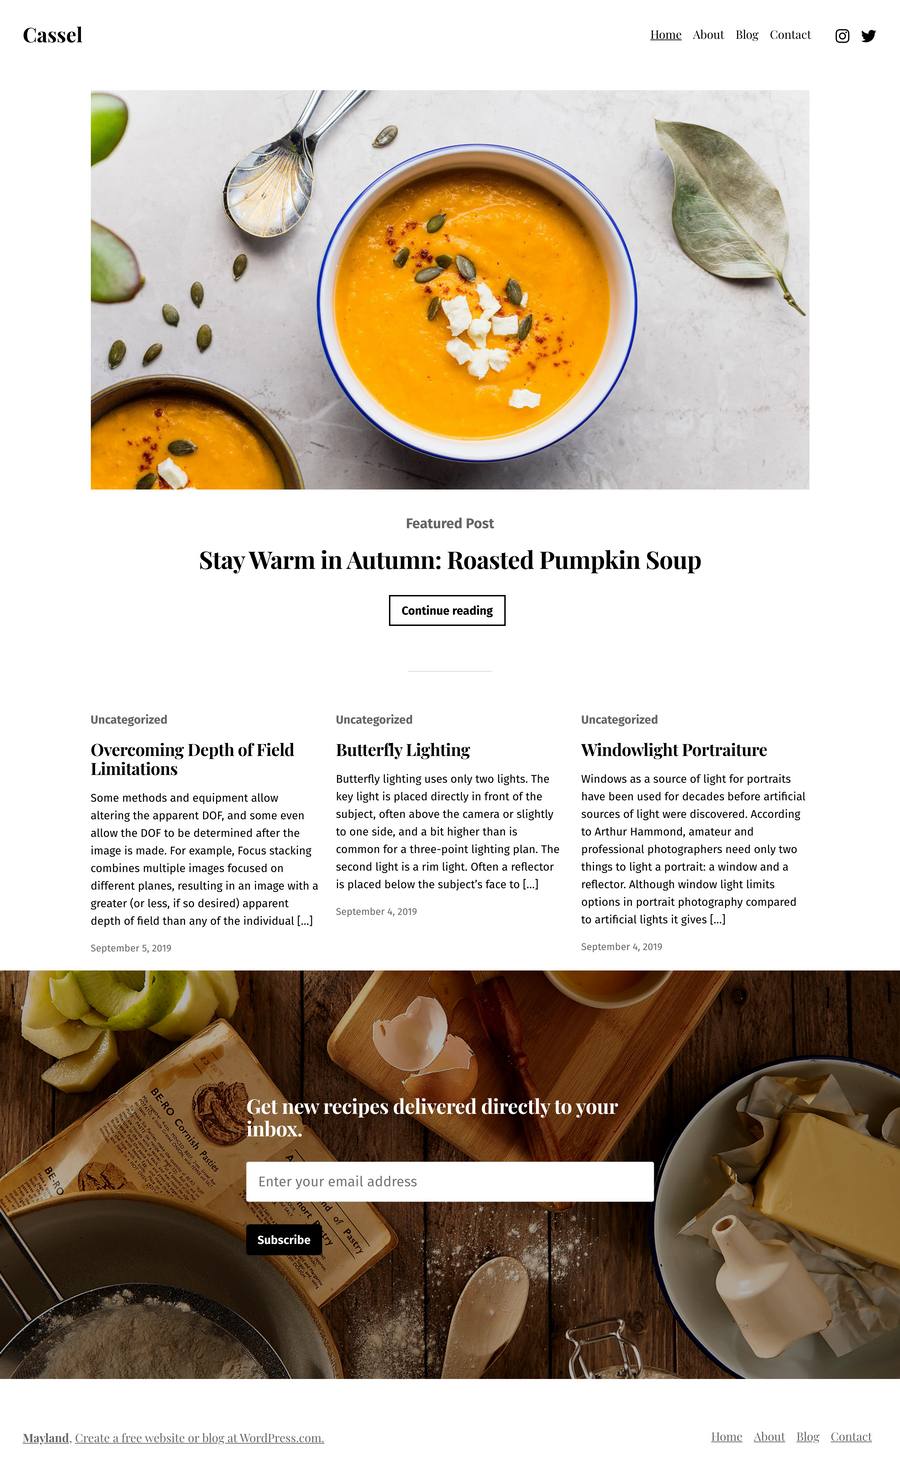 Cassel
Home About Blog Contact
Featured Post
Stay Warm in Autumn: Roasted Pumpkin Soup
Continue reading
Uncategorized
Overcoming Depth of Field
Limitations
Some methods and equipment allow
altering the apparent DOF, and some even
allow the DOF to be determined after the
image is made. For example, Focus stacking
combines multiple images focused on
different planes, resulting in an image with a
greater (or less, if so desired) apparent
depth of field than any of the individual [...]
September 5, 2019
Uncategorized
Butterfly Lighting
Butterfly lighting uses only two lights. The
key light is placed directly in front of the
subject, often above the camera or slightly
to one side, and a bit higher than is
common for a three-point lighting plan. The
second light is a rim light. Often a reflector
is placed below the subject’s face to [...]
September 4, 2019
Uncategorized
Windowlight Portraiture
Windows as a source of light for portraits
have been used for decades before artificial
sources of light were discovered. According
to Arthur Hammond, amateur and
professional photographers need only two
things to light a portrait: a window and a
reflector. Although window light limits
options in portrait photography compared
to artificial lights it gives [...]
September 4, 2019
BE-RO Cornish Pasties
BE-RO
of Pastry
Get new recipes delivered directly to your
inbox.
Enter your email address
Subscribe
Mayland, Create a free website or blog at WordPress.com.
Home About Blog Contact